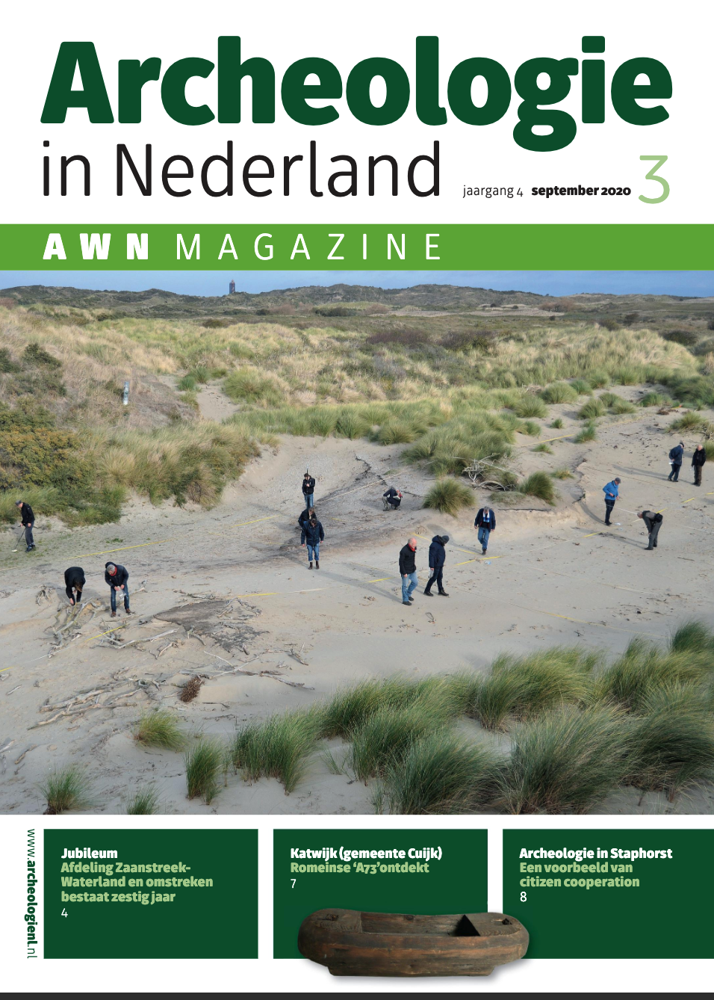 Archeologie
in Nederland
jaargang 4 september 2020 3
AWN MAGAZINE
www.archeologienl.nl
Jubileum
Afdeling Zaanstreek-
Waterland en omstreken
bestaat zestig jaar
4
Katwijk (gemeente Cuijk)
Romeinse ‘A73’ontdekt
7
Archeologie in Staphorst
Een voorbeeld van
citizen cooperation
8